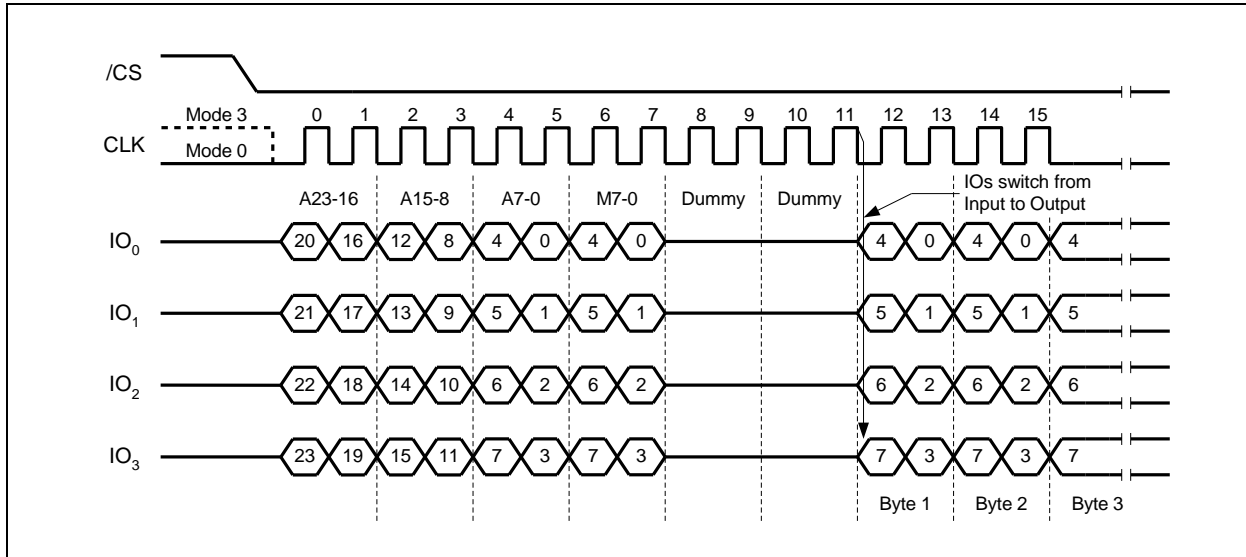 /CS
Mode 3 0 1 2 3 4 5 6 7 8 9 10 11 12 13 14 15
CLK Mode 0
IOs switch from
Input to Output
A23-16 A15-8 A7-0 M7-0 Dummy Dummy
IO0 20 16 12 8 4 0 4 0 4 0 4 0 4
IO1 21 17 13 9 5 1 5 1 5 1 5 1 5
IO2 22 18 14 10 6 2 6 2 6 2 6 2 6
IO3 23 19 15 11 7 3 7 3 7 3 7 3 7
Byte 1 Byte 2 Byte 3